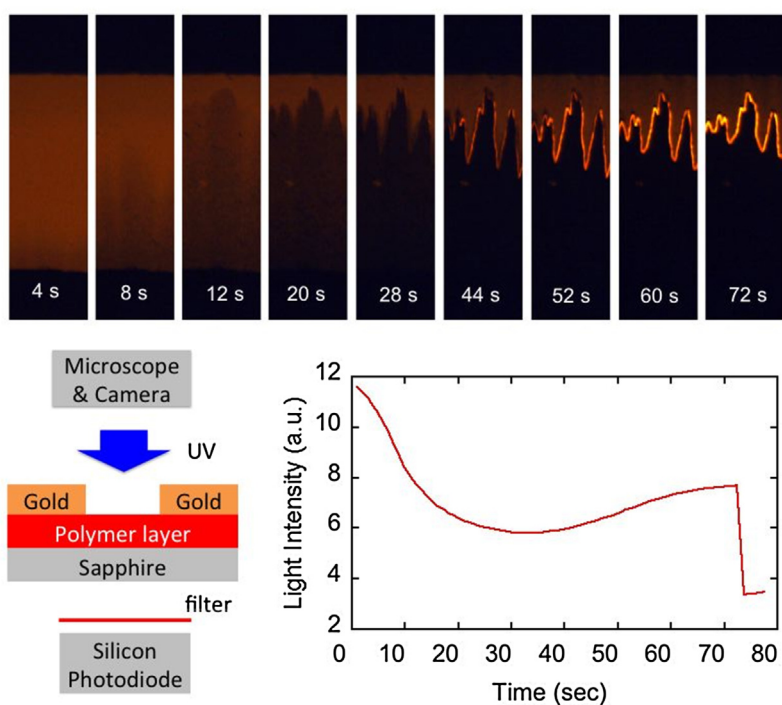 4 s
8 s
12 s
20 s
28 s
44 s
52 s
60 s
72 s
Microscope
& Camera
UV
Gold
Gold
Polymer layer
Sapphire
filter
Silicon
Photodiode
Light Intensity (a.u.)
12
10
8
6
4
2
0 10 20 30 40 50 60 70 80
Time (sec)